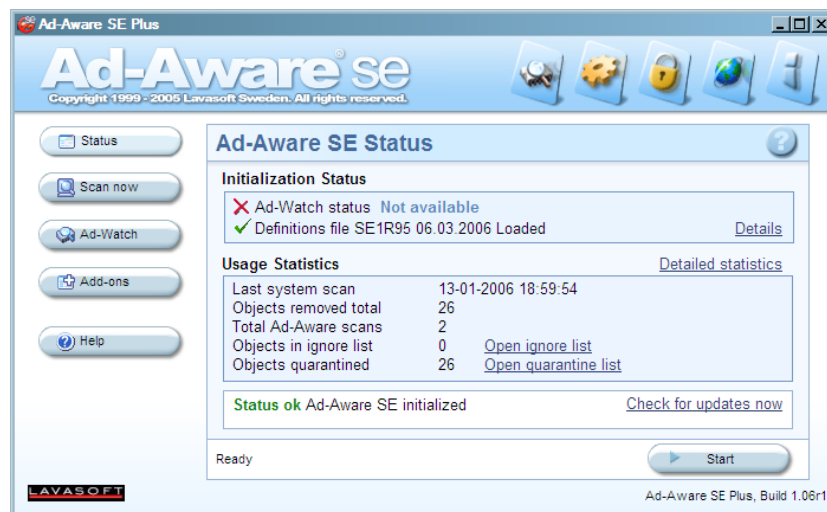 Ad-Aware SE Plus
Ad-Aware® SE
Copyright 1999 - 2005 Lavasoft Sweden. All rights reserved.
Status
Scan now
Ad-Watch
Add-ons
Help
LAVASOFT
Ad-Aware SE Status
Initialization Status
Ad-Watch status Not available
Definitions file SE1R95 06.03.2006 Loaded Details
Usage Statistics Detailed statistics
Last system scan 13-01-2006 18:59:54
Objects removed total 26
Total Ad-Aware scans 2
Objects in ignore list 0 Open ignore list
Objects quarantined 26 Open quarantine list
Status ok Ad-Aware SE initialized Check for updates now
Ready Start
Ad-Aware SE Plus, Build 1.06r1